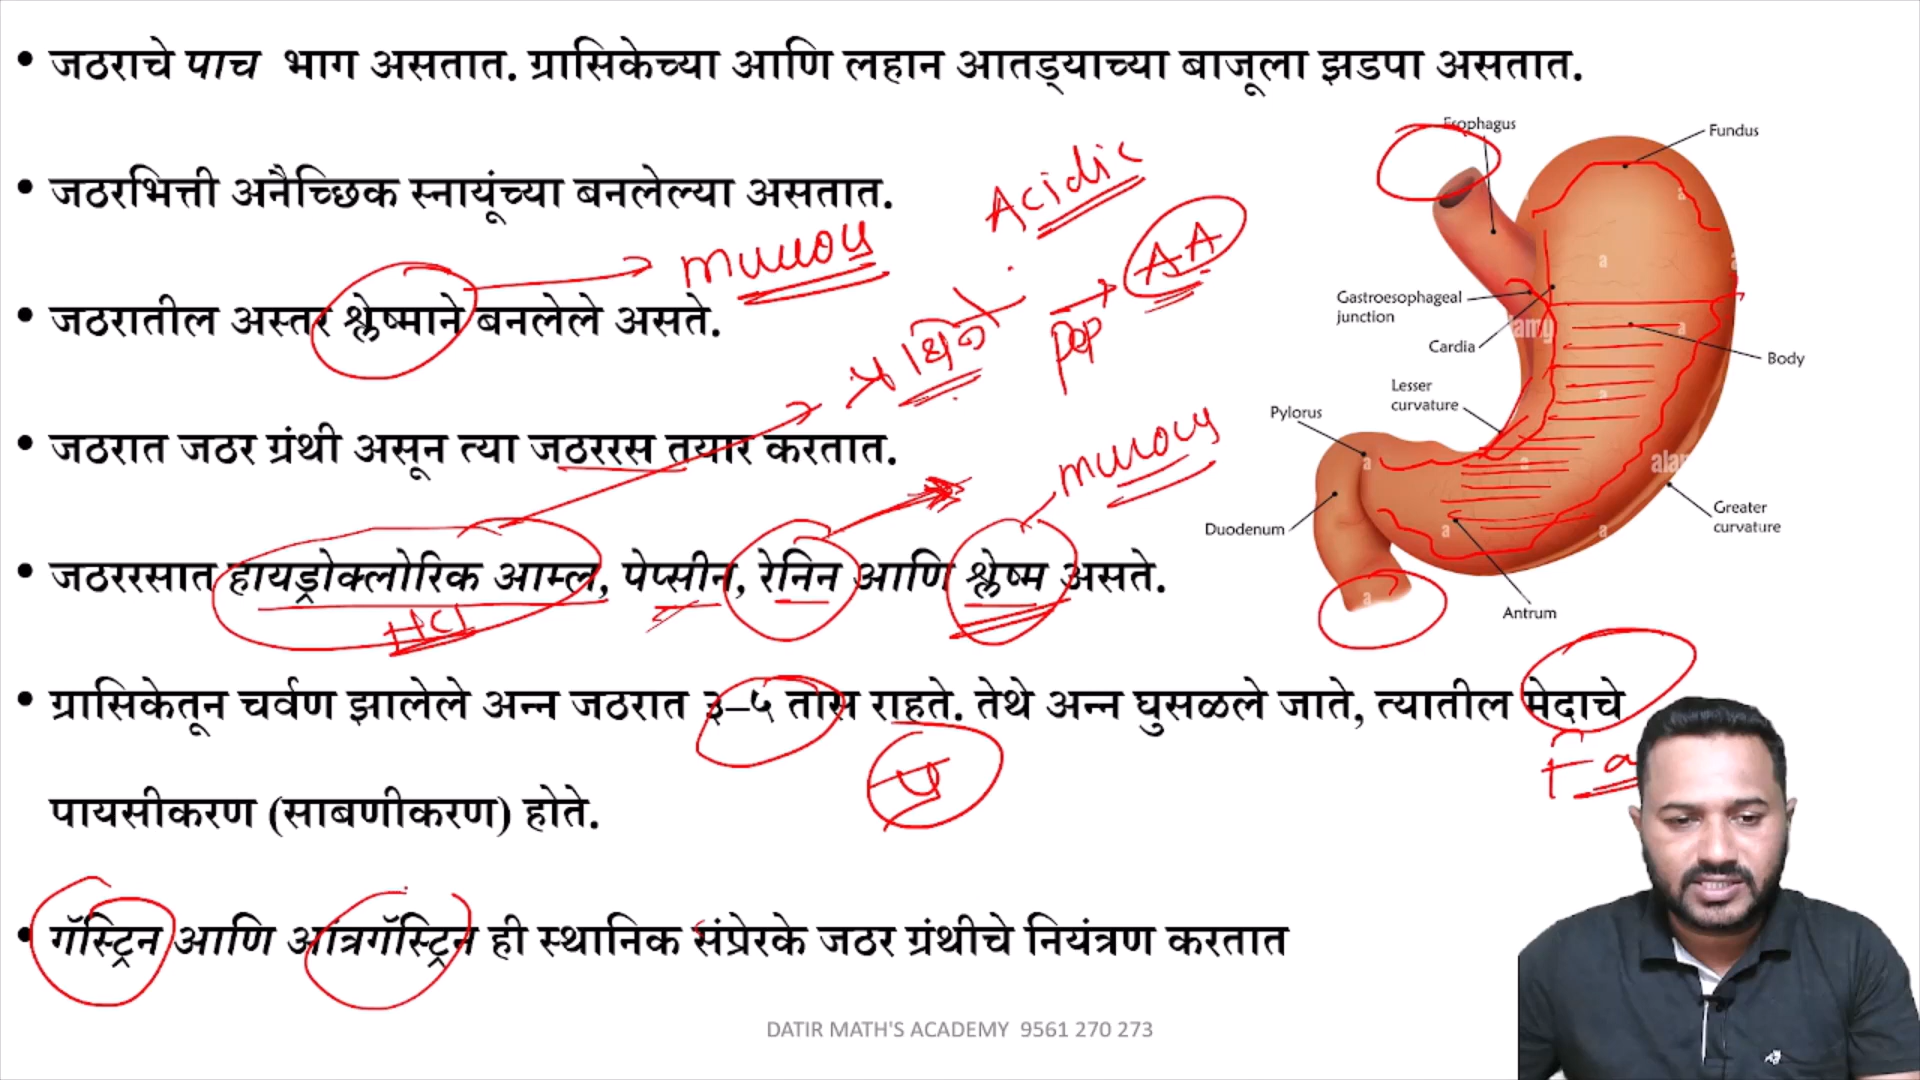 • जठराचे पाच भाग असतात. ग्रासिकेच्या आणि लहान आतड्याच्या बाजूला झडपा असतात.
• जठरभित्ती अनैच्छिक स्नायूंच्या बनलेल्या असतात.
Acidic
mucous
AA
• जठरातील अस्तर श्लेष्माने बनलेले असते.
pep
• जठरात जठर ग्रंथी असून त्या जठररस तयार करतात.
mucous
• जठररसात हायड्रोक्लोरिक आम्ल, पेप्सीन, रेनिन आणि श्लेष्म असते.
HCl
• ग्रासिकेतून चर्वण झालेले अन्न जठरात ३–५ तास राहते. तेथे अन्न घुसळले जाते, त्यातील मेदाचे
पायसीकरण (साबणीकरण) होते.
• गॅस्ट्रिन आणि आंत्रगॅस्ट्रिन ही स्थानिक संप्रेरके जठर ग्रंथीचे नियंत्रण करतात
Esophagus
Fundus
Gastroesophageal
junction
Cardia
Body
Lesser
curvature
Pylorus
Duodenum
Greater
curvature
Antrum
alamy
DATIR MATH'S ACADEMY 9561 270 273